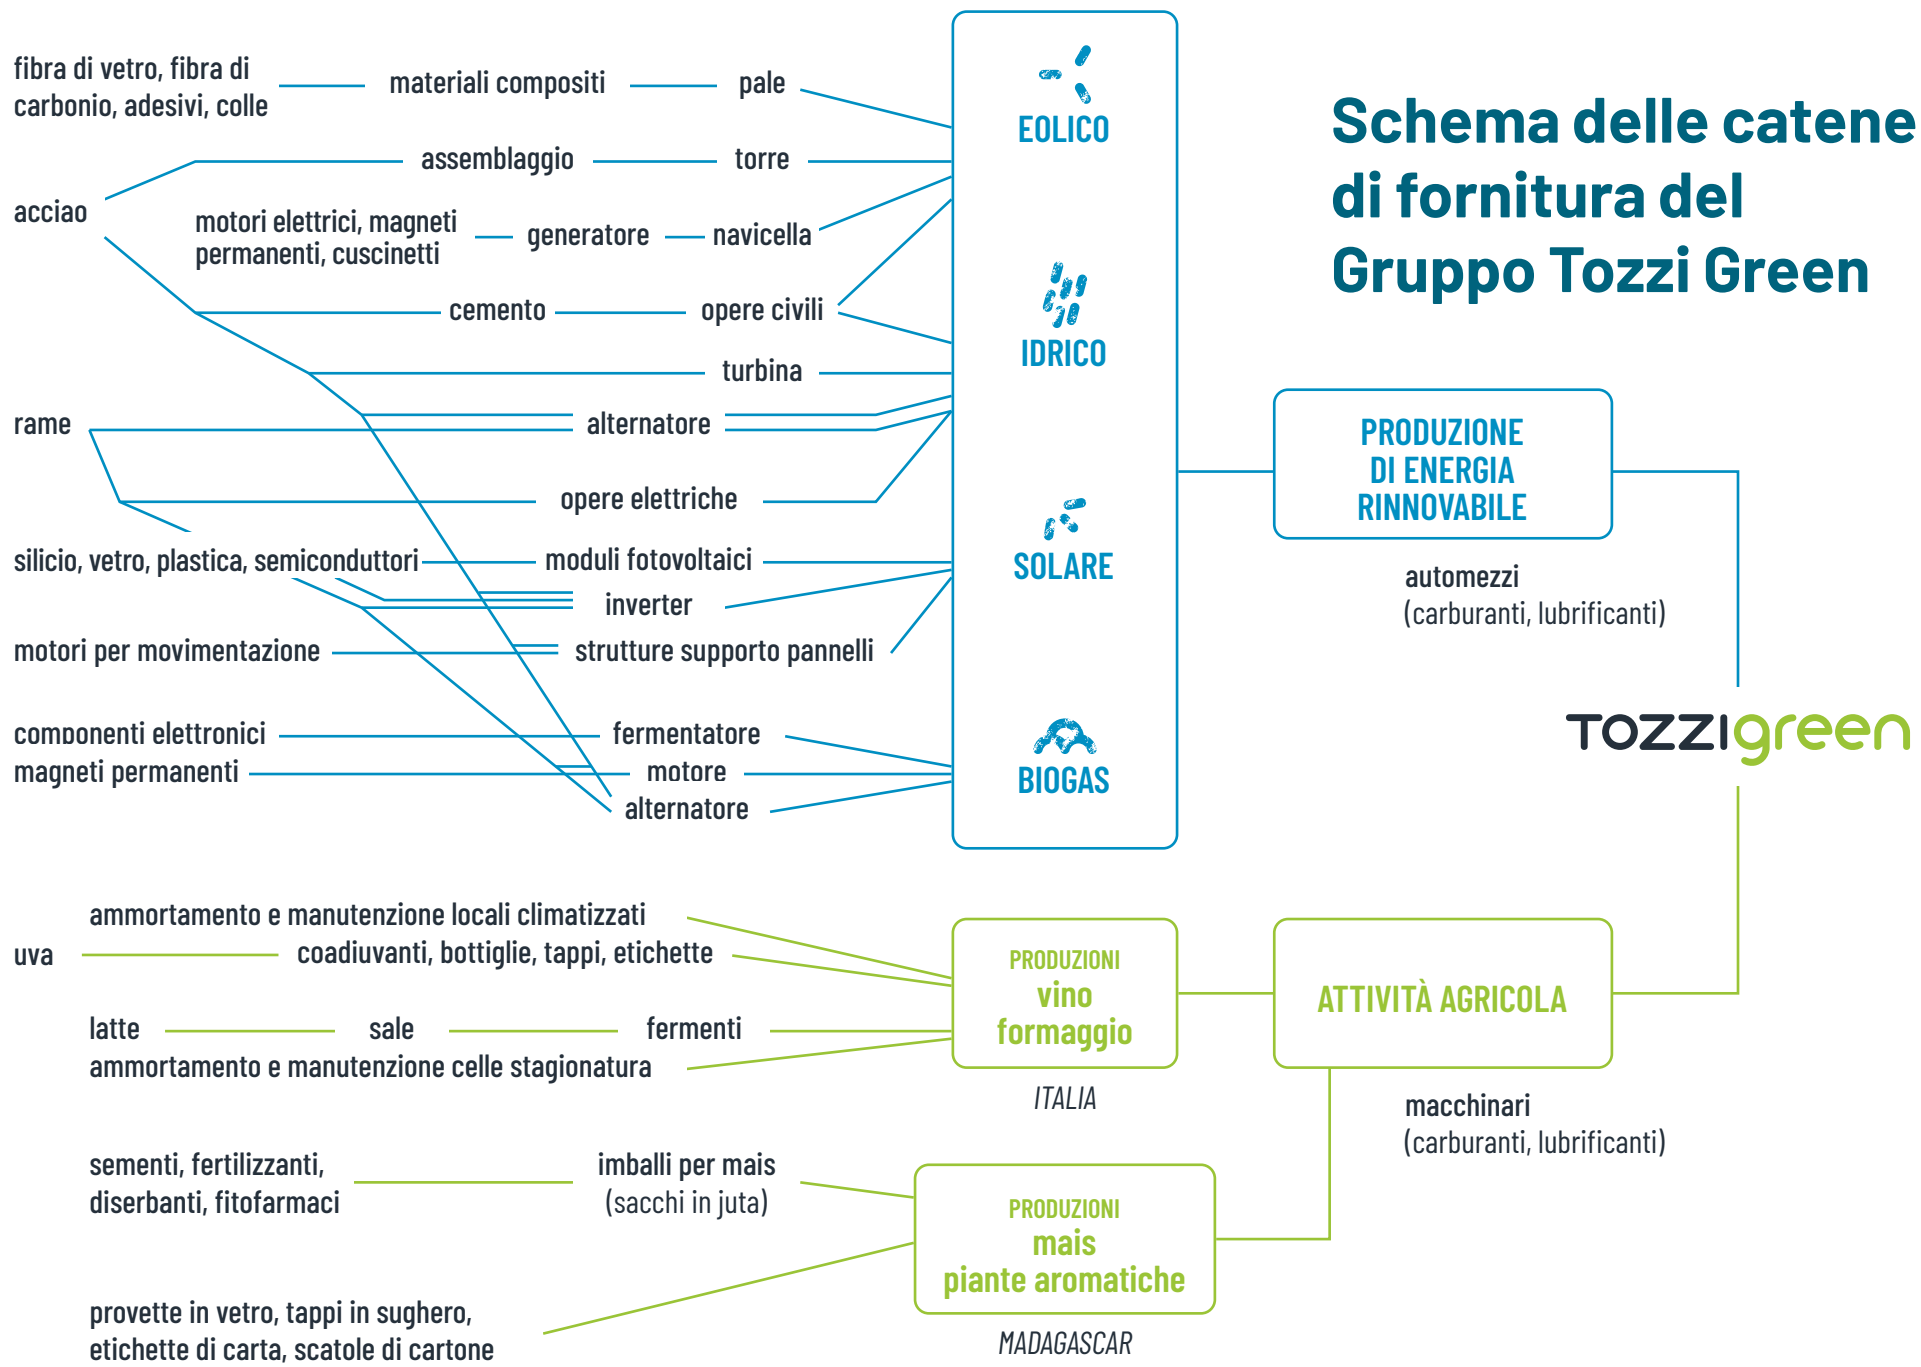 Schema delle catene
di fornitura del
Gruppo Tozzi Green
fibra di vetro, fibra di
carbonio, adesivi, colle
materiali compositi
pale
EOLICO
assemblaggio
torre
acciao
motori elettrici, magneti
permanenti, cuscinetti
generatore
navicella
cemento
opere civili
IDRICO
turbina
rame
alternatore
opere elettriche
silicio, vetro, plastica, semiconduttori
moduli fotovoltaici
SOLARE
inverter
motori per movimentazione
strutture supporto pannelli
componenti elettronici
fermentatore
magneti permanenti
motore
BIOGAS
alternatore
PRODUZIONE
DI ENERGIA
RINNOVABILE
automezzi
(carburanti, lubrificanti)
TOZZIgreen
ammortamento e manutenzione locali climatizzati
uva
coadiuvanti, bottiglie, tappi, etichette
PRODUZIONI
vino
formaggio
ATTIVITÀ AGRICOLA
latte
sale
fermenti
ammortamento e manutenzione celle stagionatura
ITALIA
macchinari
(carburanti, lubrificanti)
sementi, fertilizzanti,
diserbanti, fitofarmaci
imballi per mais
(sacchi in juta)
PRODUZIONI
mais
piante aromatiche
provette in vetro, tappi in sughero,
etichette di carta, scatole di cartone
MADAGASCAR